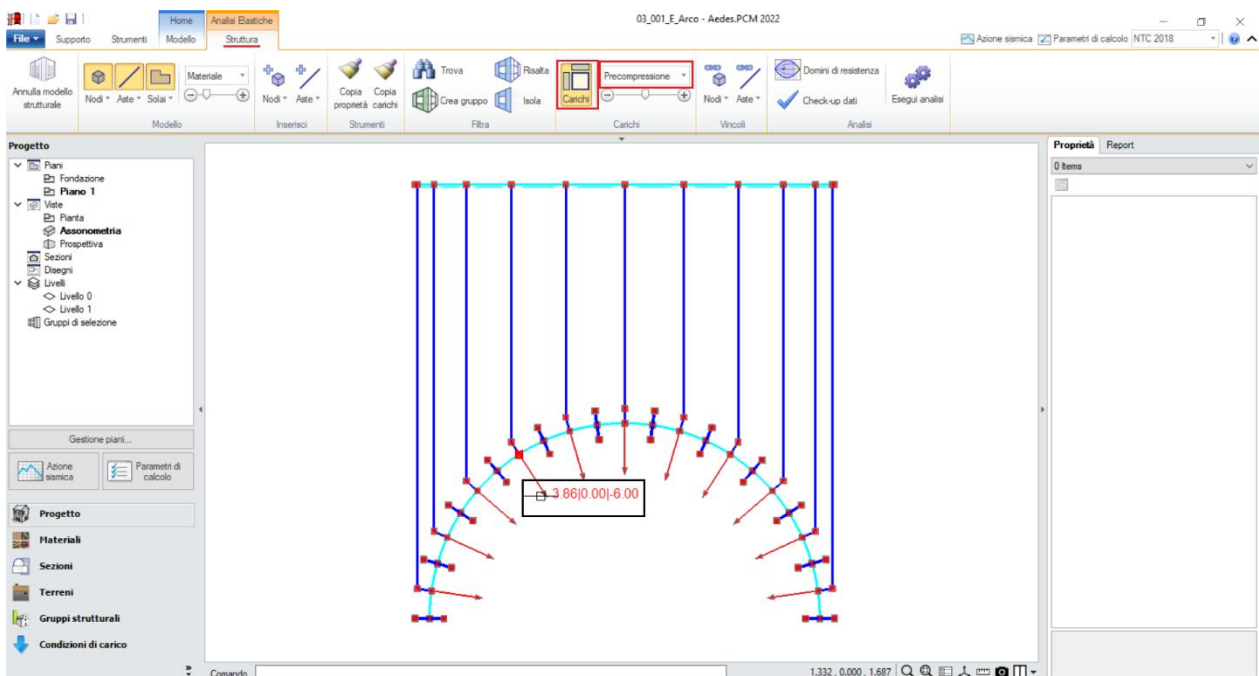 03_001_E_Arco - Aedes.PCM 2022
Home Analisi Elastiche
File Supporto Strumenti Modello Struttura
Azione sismica Parametri di calcolo NTC 2018
Annulla modello strutturale
Nodi Aste Solai
Materiale
Modello
Nodi Aste
Inserisci
Copia proprietà Copia carichi
Strumenti
Trova Risalta
Crea gruppo Isola
Filtra
Carichi
Precompressione
Carichi
Nodi Aste
Vincoli
Domini di resistenza
Check-up dati
Esegui analisi
Analisi
Progetto
Piani
Fondazione
Piano 1
Viste
Pianta
Assonometria
Prospettiva
Sezioni
Disegni
Livelli
Livello 0
Livello 1
Gruppi di selezione
Gestione piani...
Azione sismica
Parametri di calcolo
Progetto
Materiali
Sezioni
Terreni
Gruppi strutturali
Condizioni di carico
3.86|0.00|-6.00
Comando
1.332 , 0.000 , 1.687
Proprietà Report
0 Items